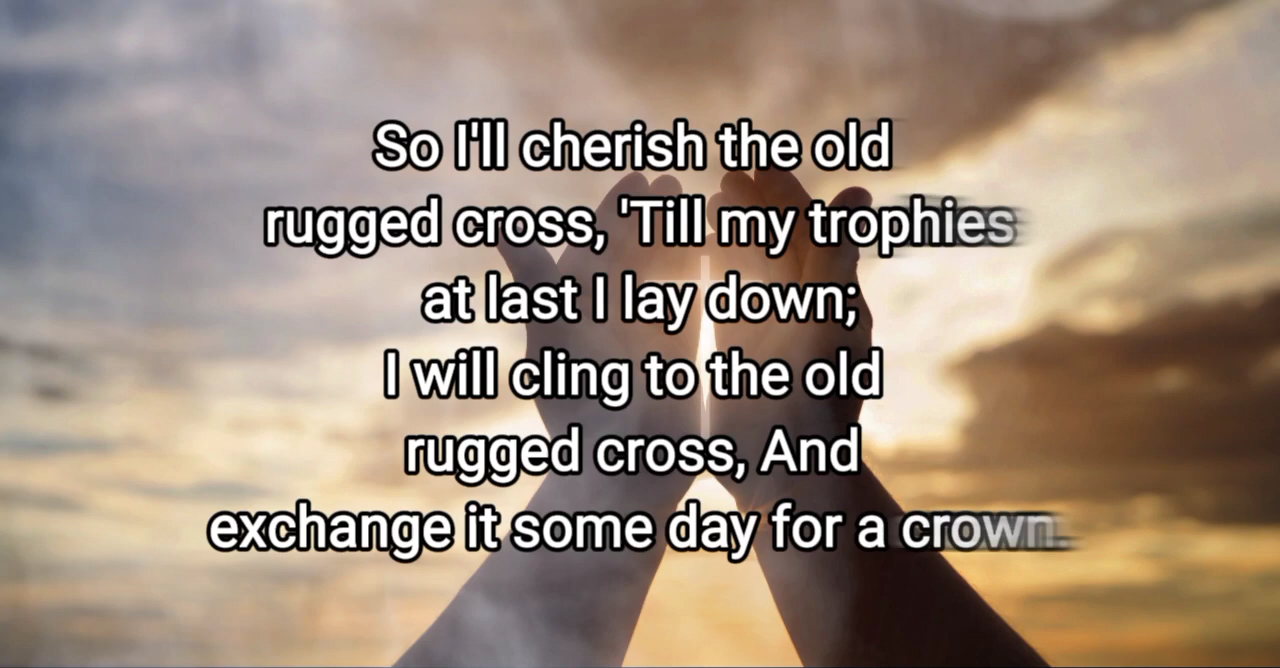 So I'll cherish the old
rugged cross, 'Till my trophies
at last I lay down;
I will cling to the old
rugged cross, And
exchange it some day for a crown.